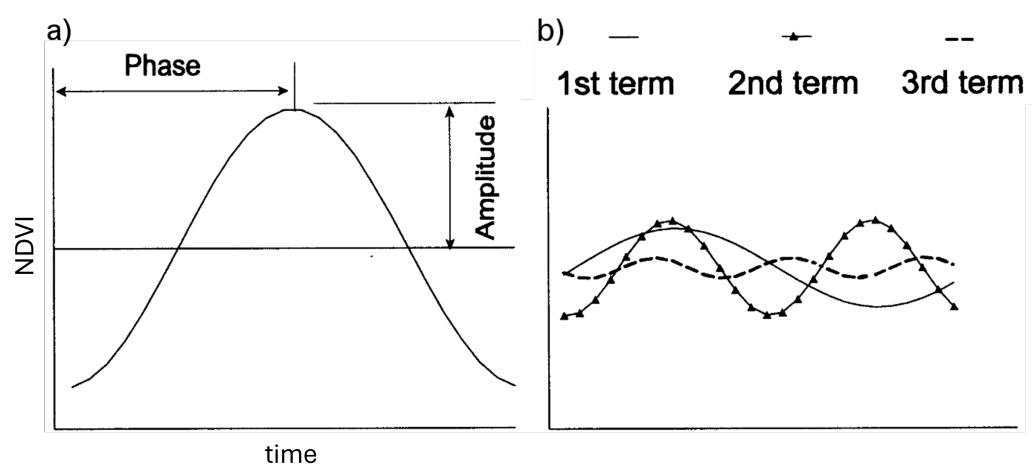 a)
Phase
Amplitude
NDVI
time
b)
1st term 2nd term 3rd term